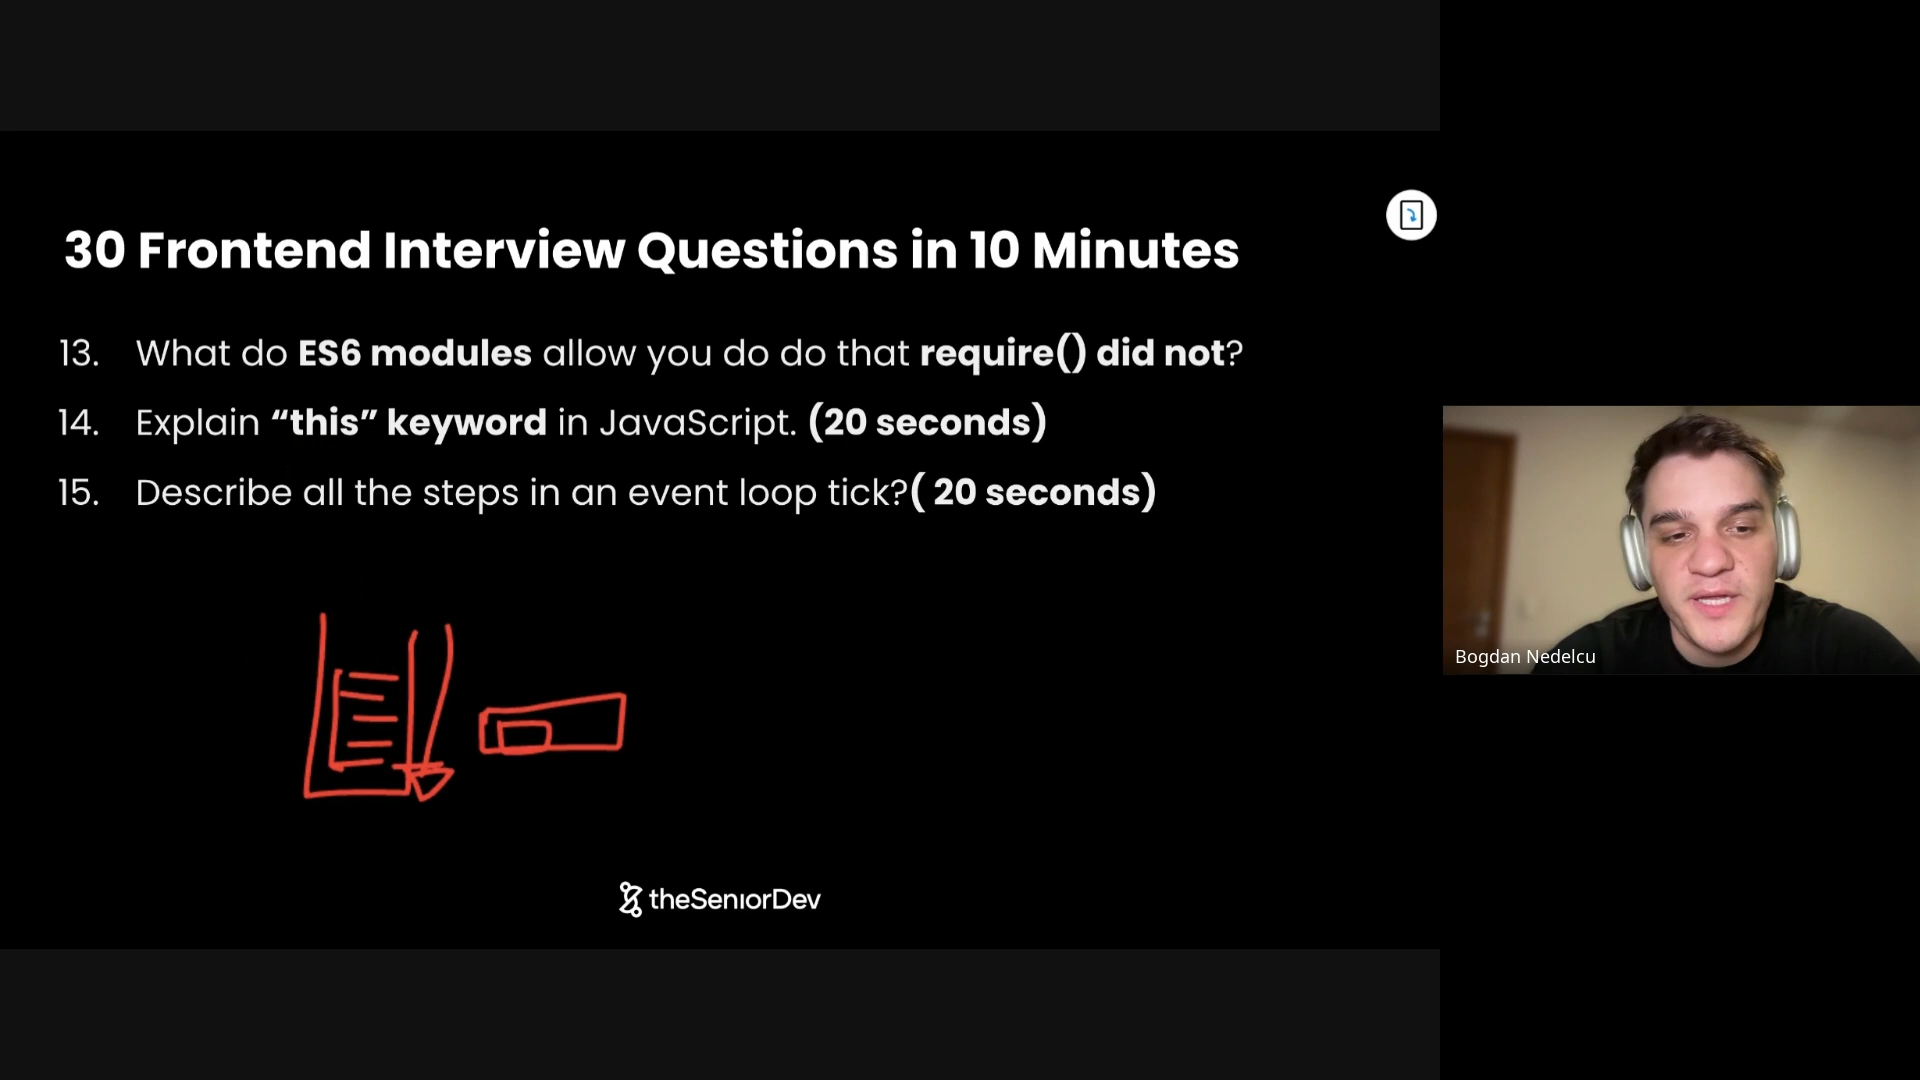 30 Frontend Interview Questions in 10 Minutes
13. What do ES6 modules allow you do do that require() did not?
14. Explain “this” keyword in JavaScript. (20 seconds)
15. Describe all the steps in an event loop tick?( 20 seconds)
Bogdan Nedelcu
theSeniorDev